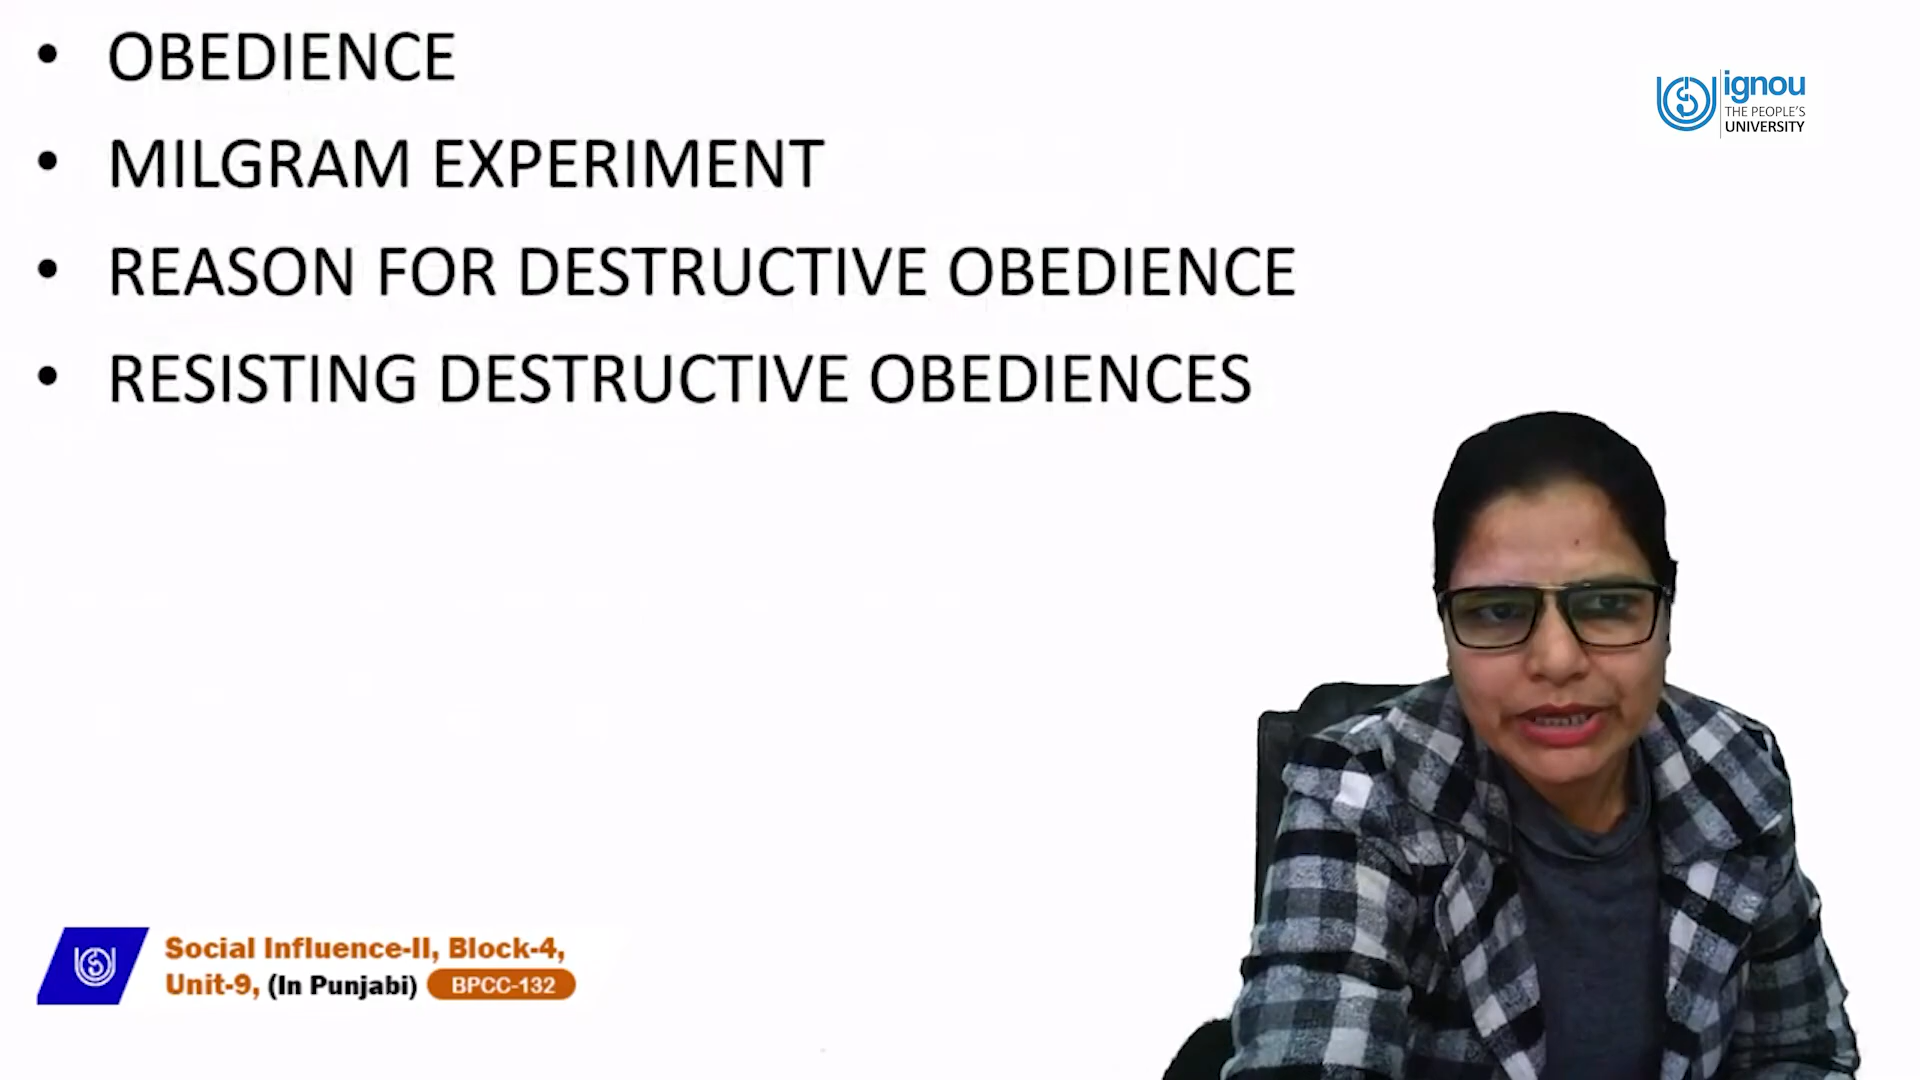 • OBEDIENCE
• MILGRAM EXPERIMENT
• REASON FOR DESTRUCTIVE OBEDIENCE
• RESISTING DESTRUCTIVE OBEDIENCES
ignou
THE PEOPLE'S
UNIVERSITY
Social Influence-II, Block-4,
Unit-9, (In Punjabi) BPCC-132